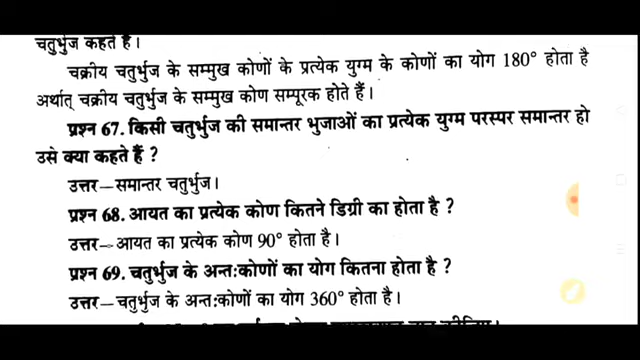 चतुर्भुज कहते हैं।
चक्रीय चतुर्भुज के सम्मुख कोणों के प्रत्येक युग्म के कोणों का योग 180° होता है
अर्थात् चक्रीय चतुर्भुज के सम्मुख कोण सम्पूरक होते हैं।
प्रश्न 67. किसी चतुर्भुज की समान्तर भुजाओं का प्रत्येक युग्म परस्पर समान्तर हो
उसे क्या कहते हैं ?
उत्तर–समान्तर चतुर्भुज।
प्रश्न 68. आयत का प्रत्येक कोण कितने डिग्री का होता है ?
उत्तर–आयत का प्रत्येक कोण 90° होता है।
प्रश्न 69. चतुर्भुज के अन्तःकोणों का योग कितना होता है ?
उत्तर–चतुर्भुज के अन्तःकोणों का योग 360° होता है।